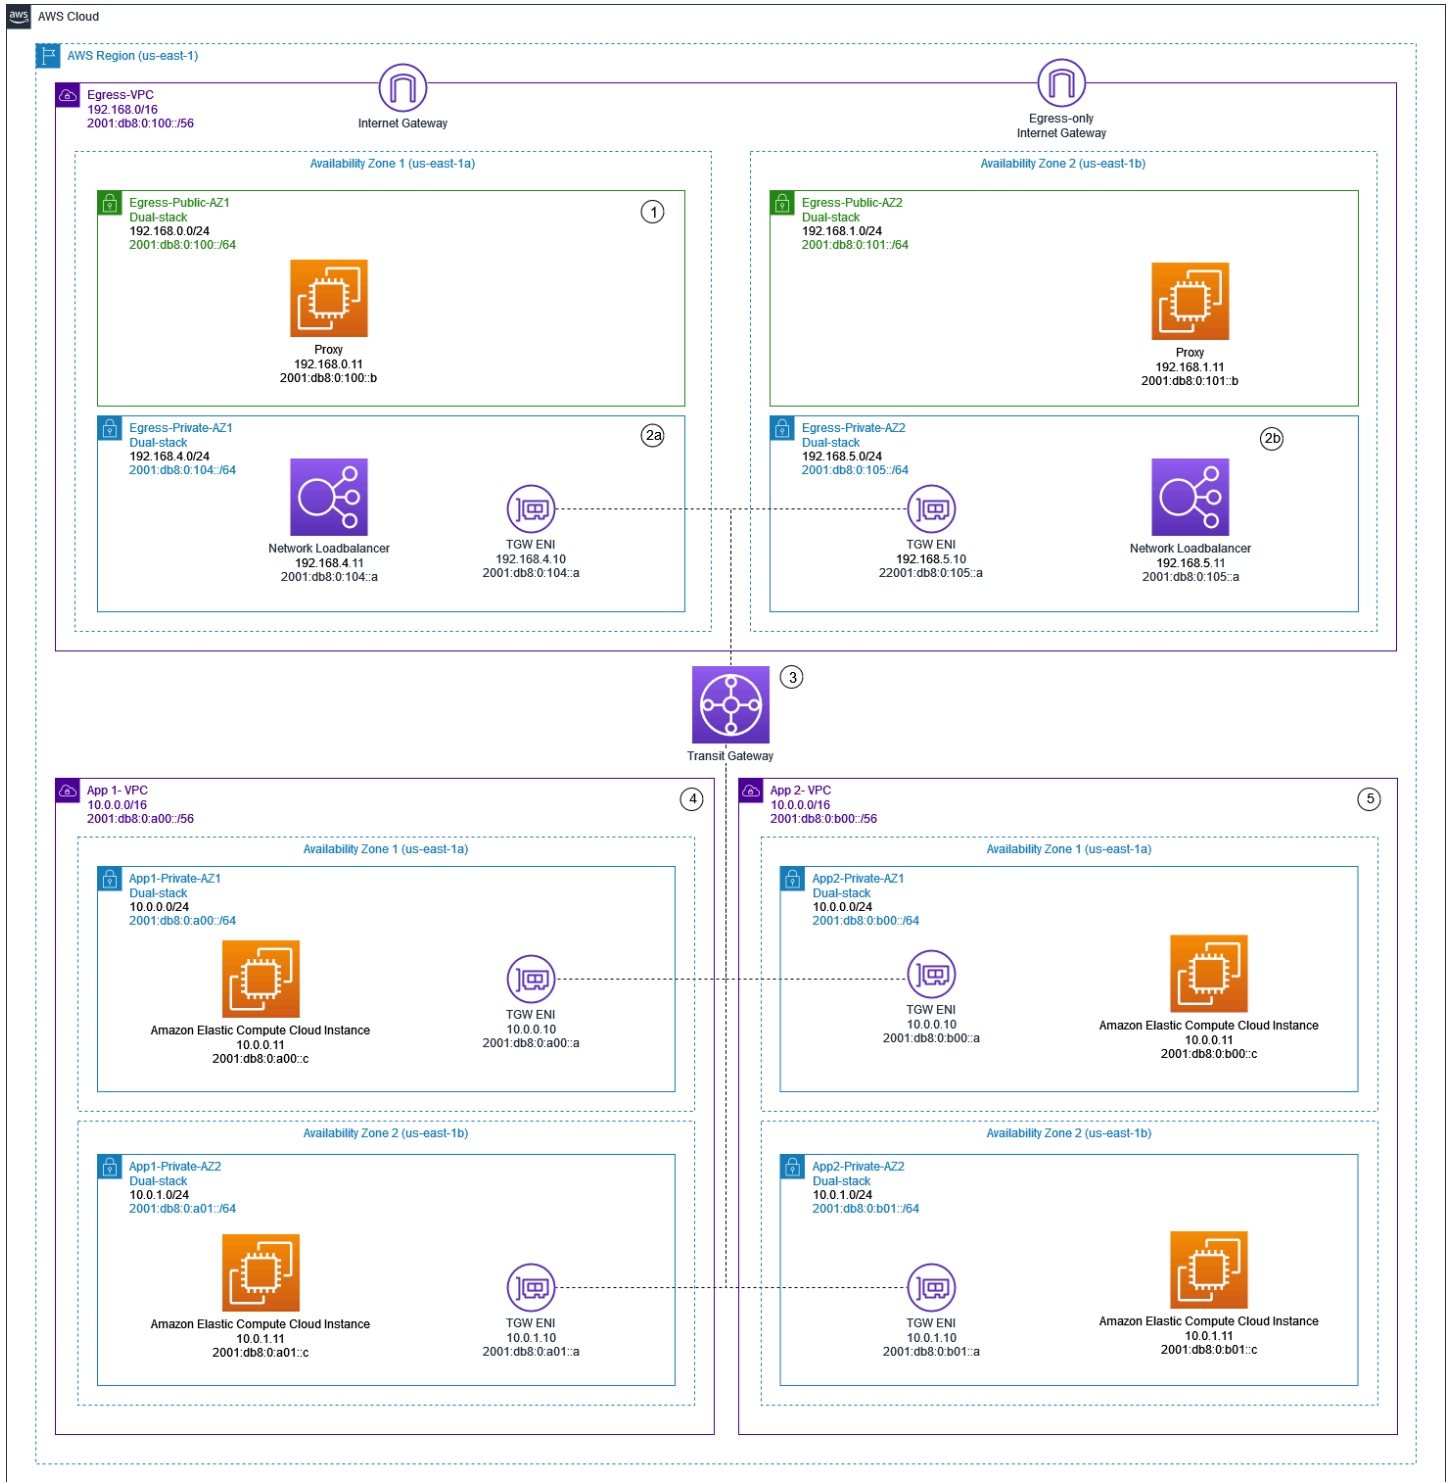 aws
AWS Cloud
AWS Region (us-east-1)
Egress-VPC
192.168.0/16
2001:db8:0:100::/56
Internet Gateway
Egress-only
Internet Gateway
Availability Zone 1 (us-east-1a)
Egress-Public-AZ1
Dual-stack
192.168.0.0/24
2001:db8:0:100::/64
1
Proxy
192.168.0.11
2001:db8:0:100::b
Egress-Private-AZ1
Dual-stack
192.168.4.0/24
2001:db8:0:104::/64
2a
Network Loadbalancer
192.168.4.11
2001:db8:0:104::a
TGW ENI
192.168.4.10
2001:db8:0:104::a
Availability Zone 2 (us-east-1b)
Egress-Public-AZ2
Dual-stack
192.168.1.0/24
2001:db8:0:101::/64
Proxy
192.168.1.11
2001:db8:0:101::b
Egress-Private-AZ2
Dual-stack
192.168.5.0/24
2001:db8:0:105::/64
2b
TGW ENI
192.168.5.10
22001:db8:0:105::a
Network Loadbalancer
192.168.5.11
2001:db8:0:105::a
3
Transit Gateway
App 1- VPC
10.0.0.0/16
2001:db8:0:a00::/56
4
Availability Zone 1 (us-east-1a)
App1-Private-AZ1
Dual-stack
10.0.0.0/24
2001:db8:0:a00::/64
Amazon Elastic Compute Cloud Instance
10.0.0.11
2001:db8:0:a00::c
TGW ENI
10.0.0.10
2001:db8:0:a00::a
Availability Zone 2 (us-east-1b)
App1-Private-AZ2
Dual-stack
10.0.1.0/24
2001:db8:0:a01::/64
Amazon Elastic Compute Cloud Instance
10.0.1.11
2001:db8:0:a01::c
TGW ENI
10.0.1.10
2001:db8:0:a01::a
App 2- VPC
10.0.0.0/16
2001:db8:0:b00::/56
5
Availability Zone 1 (us-east-1a)
App2-Private-AZ1
Dual-stack
10.0.0.0/24
2001:db8:0:b00::/64
TGW ENI
10.0.0.10
2001:db8:0:b00::a
Amazon Elastic Compute Cloud Instance
10.0.0.11
2001:db8:0:b00::c
Availability Zone 2 (us-east-1b)
App2-Private-AZ2
Dual-stack
10.0.1.0/24
2001:db8:0:b01::/64
TGW ENI
10.0.1.10
2001:db8:0:b01::a
Amazon Elastic Compute Cloud Instance
10.0.1.11
2001:db8:0:b01::c